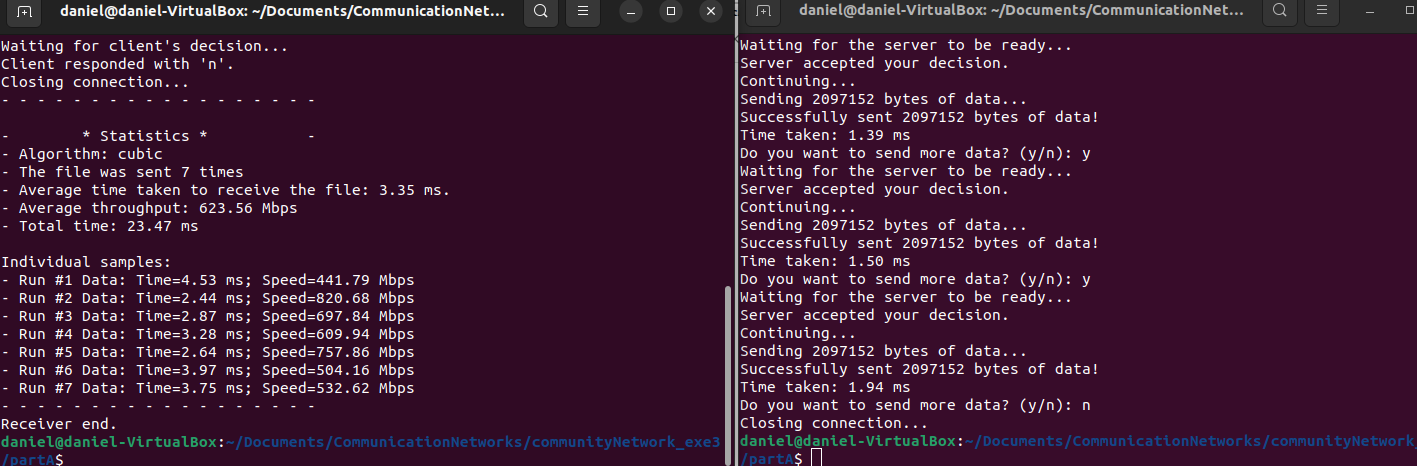 daniel@daniel-VirtualBox: ~/Documents/CommunicationNet...
Waiting for client's decision...
Client responded with 'n'.
Closing connection...
- - - - - - - - - - - - - - - - - -
-        * Statistics *           -
- Algorithm: cubic
- The file was sent 7 times
- Average time taken to receive the file: 3.35 ms.
- Average throughput: 623.56 Mbps
- Total time: 23.47 ms
Individual samples:
- Run #1 Data: Time=4.53 ms; Speed=441.79 Mbps
- Run #2 Data: Time=2.44 ms; Speed=820.68 Mbps
- Run #3 Data: Time=2.87 ms; Speed=697.84 Mbps
- Run #4 Data: Time=3.28 ms; Speed=609.94 Mbps
- Run #5 Data: Time=2.64 ms; Speed=757.86 Mbps
- Run #6 Data: Time=3.97 ms; Speed=504.16 Mbps
- Run #7 Data: Time=3.75 ms; Speed=532.62 Mbps
- - - - - - - - - - - - - - - - - -
Receiver end.
daniel@daniel-VirtualBox:~/Documents/CommunicationNetworks/communityNetwork_exe3
/partA$
daniel@daniel-VirtualBox: ~/Documents/CommunicationNet...
Waiting for the server to be ready...
Server accepted your decision.
Continuing...
Sending 2097152 bytes of data...
Successfully sent 2097152 bytes of data!
Time taken: 1.39 ms
Do you want to send more data? (y/n): y
Waiting for the server to be ready...
Server accepted your decision.
Continuing...
Sending 2097152 bytes of data...
Successfully sent 2097152 bytes of data!
Time taken: 1.50 ms
Do you want to send more data? (y/n): y
Waiting for the server to be ready...
Server accepted your decision.
Continuing...
Sending 2097152 bytes of data...
Successfully sent 2097152 bytes of data!
Time taken: 1.94 ms
Do you want to send more data? (y/n): n
Closing connection...
daniel@daniel-VirtualBox:~/Documents/CommunicationNetworks/communityNetwork
/partA$